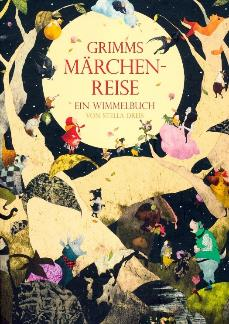 GRIMMS
MÄRCHEN-
REISE
EIN WIMMELBUCH
VON STELLA DREIS